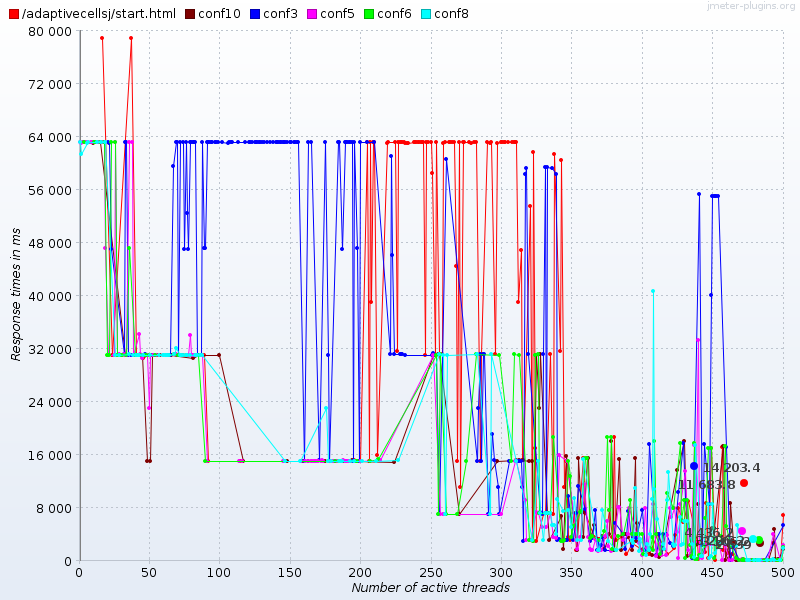 /adaptivecellsj/start.html conf10 conf3 conf5 conf6 conf8
jmeter-plugins.org
80 000
72 000
64 000
56 000
48 000
40 000
32 000
24 000
16 000
8 000
0
Response times in ms
14 203.4
11 683.8
4 436.2
0 50 100 150 200 250 300 350 400 450 500
Number of active threads